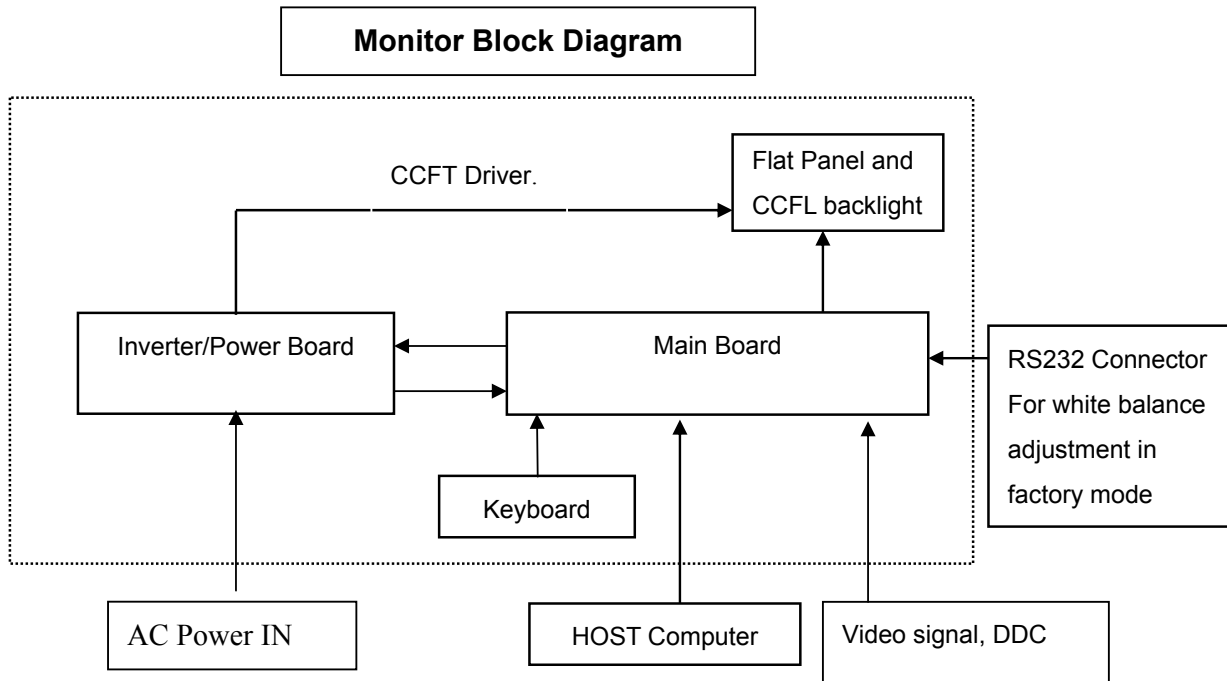 Monitor Block Diagram
CCFT Driver.
Flat Panel and
CCFL backlight
Inverter/Power Board
Main Board
RS232 Connector
For white balance
adjustment in
factory mode
Keyboard
AC Power IN
HOST Computer
Video signal, DDC